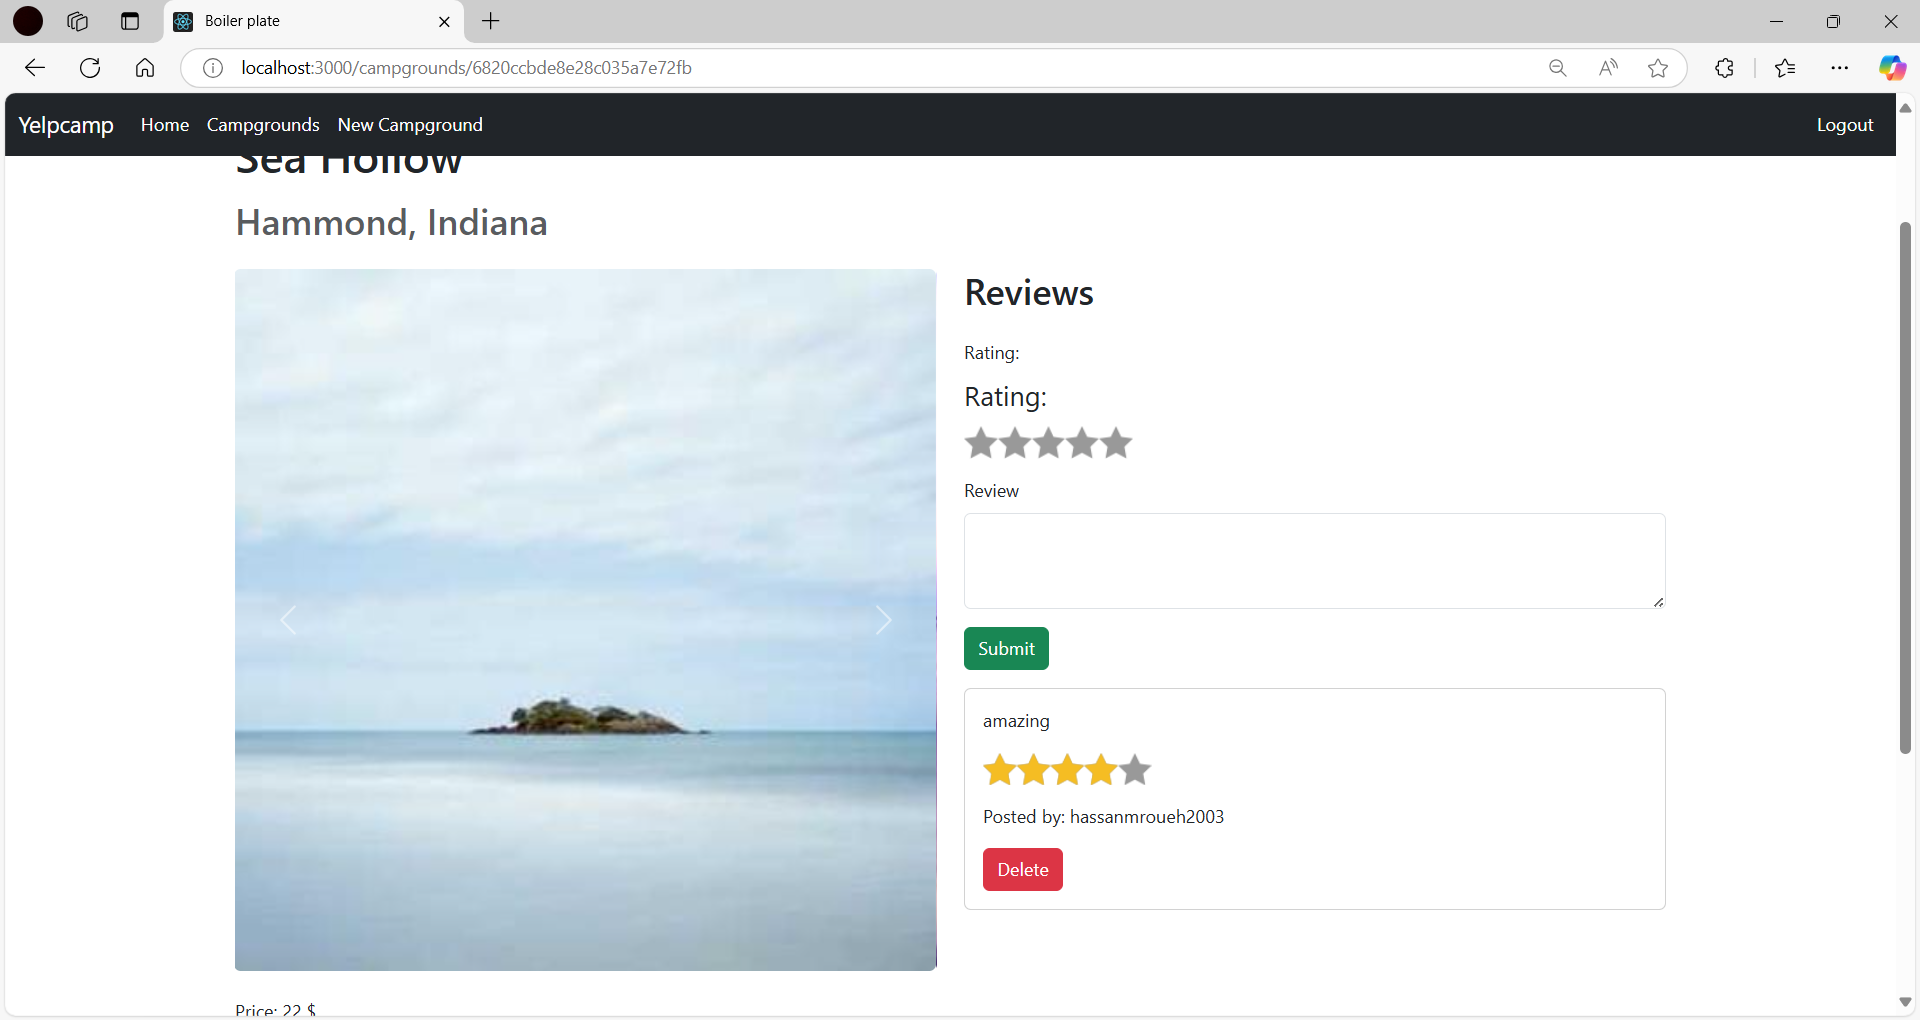 Boiler plate
localhost:3000/campgrounds/6820ccbde8e28c035a7e72fb
Yelpcamp Home Campgrounds New Campground Logout
Sea Hollow
Hammond, Indiana
Reviews
Rating:
Rating:
Review
Submit
amazing
Posted by: hassanmroueh2003
Delete
Price: 22 $